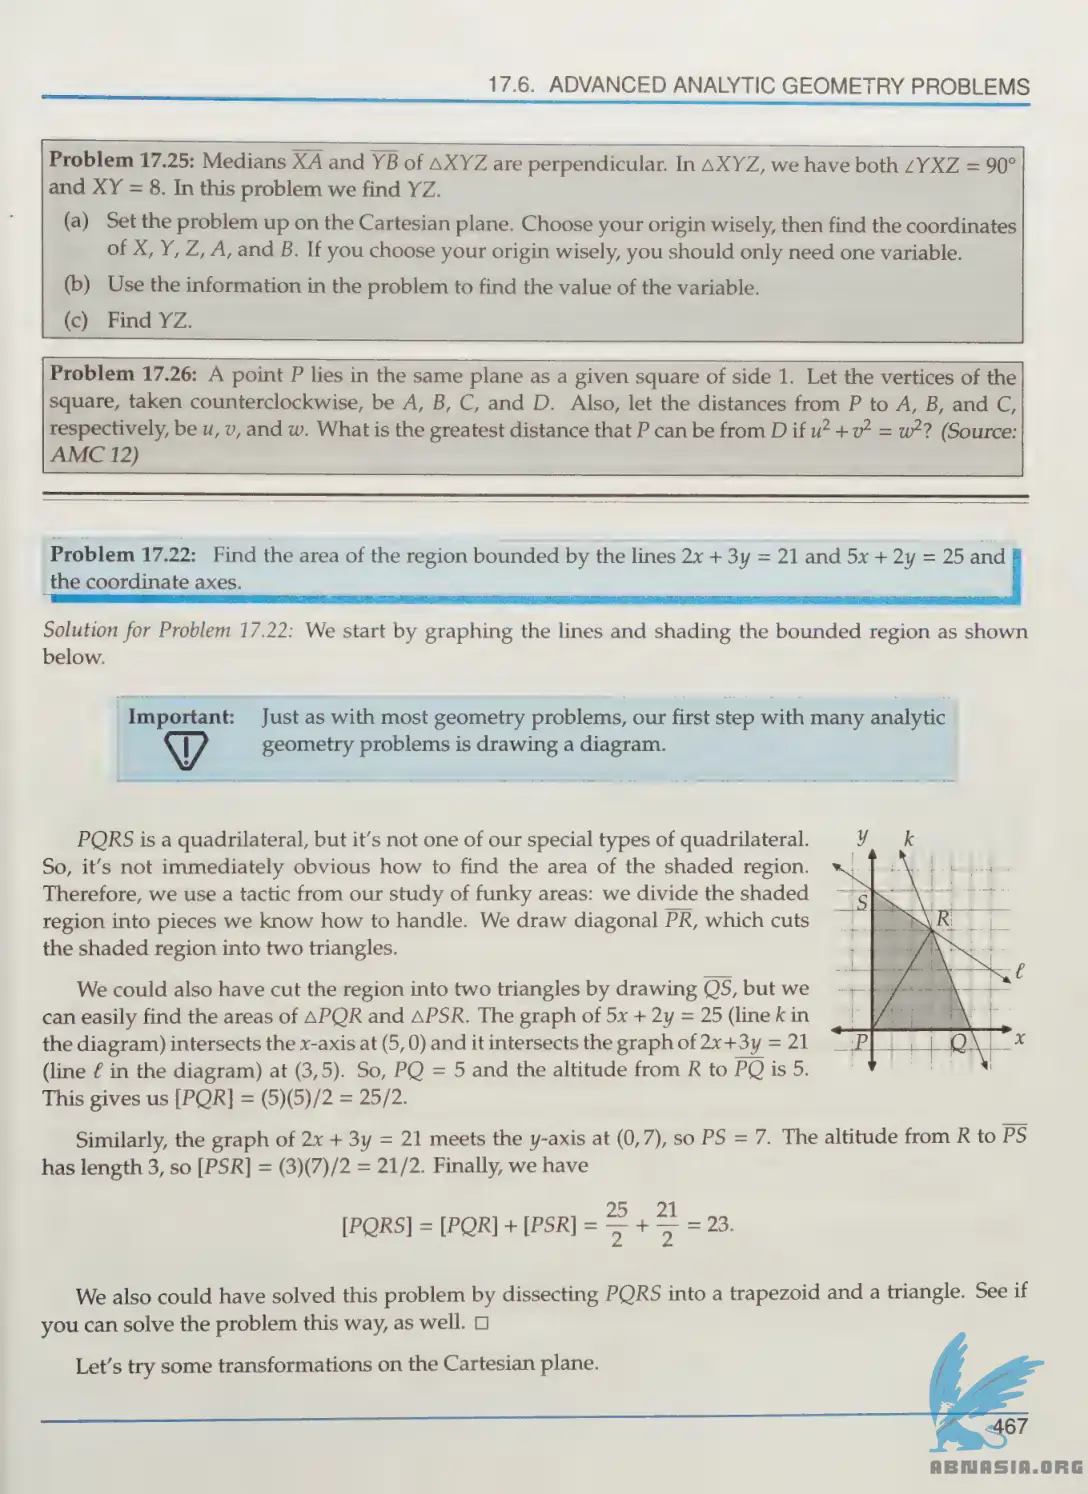 17.6. ADVANCED ANALYTIC GEOMETRY PROBLEMS
Problem 17.25: Medians XA and YB of △XYZ are perpendicular. In △XYZ, we have both ∠YXZ = 90°
and XY = 8. In this problem we find YZ.
(a) Set the problem up on the Cartesian plane. Choose your origin wisely, then find the coordinates
of X, Y, Z, A, and B. If you choose your origin wisely, you should only need one variable.
(b) Use the information in the problem to find the value of the variable.
(c) Find YZ.
Problem 17.26: A point P lies in the same plane as a given square of side 1. Let the vertices of the
square, taken counterclockwise, be A, B, C, and D. Also, let the distances from P to A, B, and C,
respectively, be u, v, and w. What is the greatest distance that P can be from D if u² + v² = w²? (Source:
AMC 12)
Problem 17.22: Find the area of the region bounded by the lines 2x + 3y = 21 and 5x + 2y = 25 and
the coordinate axes.
Solution for Problem 17.22: We start by graphing the lines and shading the bounded region as shown
below.
Important: Just as with most geometry problems, our first step with many analytic
geometry problems is drawing a diagram.
PQRS is a quadrilateral, but it's not one of our special types of quadrilateral.
So, it's not immediately obvious how to find the area of the shaded region.
Therefore, we use a tactic from our study of funky areas: we divide the shaded
region into pieces we know how to handle. We draw diagonal PR, which cuts
the shaded region into two triangles.
We could also have cut the region into two triangles by drawing QS, but we
can easily find the areas of △PQR and △PSR. The graph of 5x + 2y = 25 (line k in
the diagram) intersects the x-axis at (5, 0) and it intersects the graph of 2x+3y = 21
(line ℓ in the diagram) at (3, 5). So, PQ = 5 and the altitude from R to PQ is 5.
This gives us [PQR] = (5)(5)/2 = 25/2.
y k
S
R
ℓ
P
Q
x
Similarly, the graph of 2x + 3y = 21 meets the y-axis at (0, 7), so PS = 7. The altitude from R to PS
has length 3, so [PSR] = (3)(7)/2 = 21/2. Finally, we have
[PQRS] = [PQR] + [PSR] = 25/2 + 21/2 = 23.
We also could have solved this problem by dissecting PQRS into a trapezoid and a triangle. See if
you can solve the problem this way, as well. □
Let's try some transformations on the Cartesian plane.
467
ABNASIA.ORG